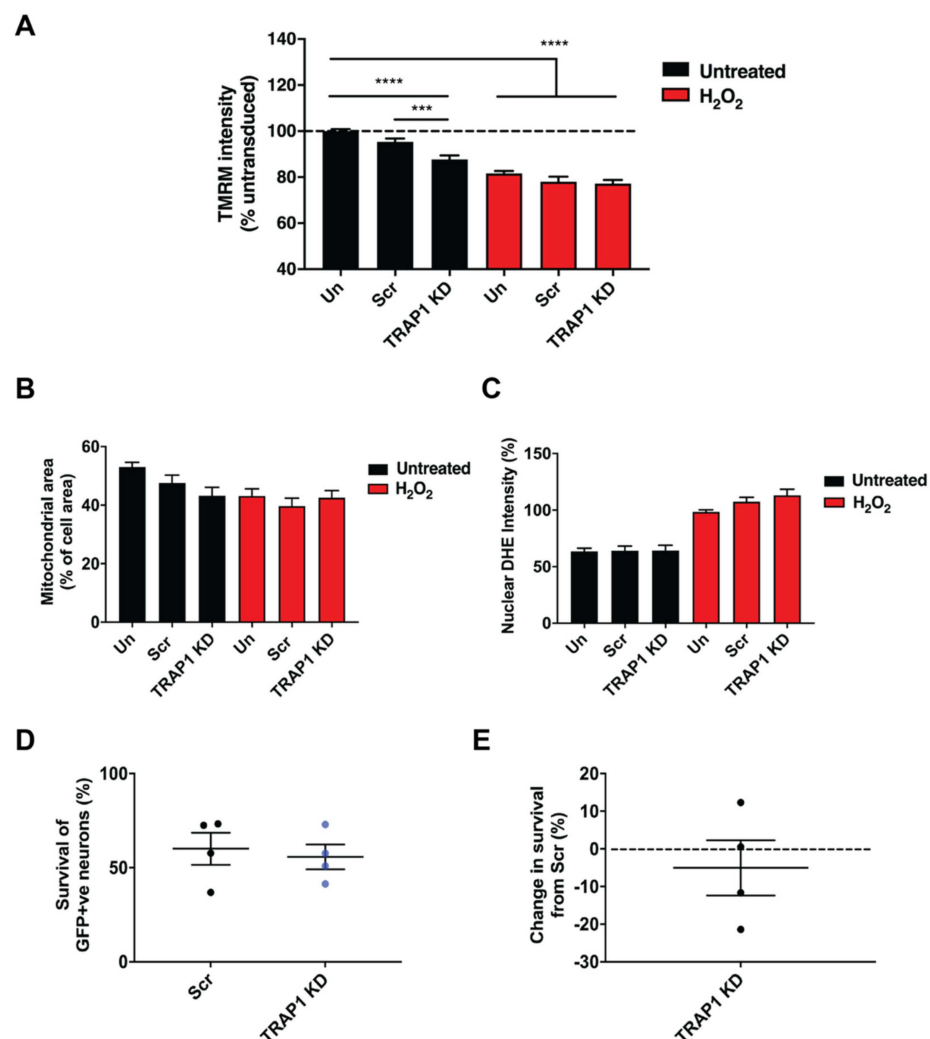 A
TMRM intensity
(% untransduced)
140
120
100
80
60
40
****
****
***
Untreated
H₂O₂
Un
Scr
TRAP1 KD
Un
Scr
TRAP1 KD
B
Mitochondrial area
(% of cell area)
60
40
20
0
Untreated
H₂O₂
Un
Scr
TRAP1 KD
Un
Scr
TRAP1 KD
C
Nuclear DHE Intensity (%)
150
100
50
0
Untreated
H₂O₂
Un
Scr
TRAP1 KD
Un
Scr
TRAP1 KD
D
Survival of
GFP+ve neurons (%)
100
50
0
Scr
TRAP1 KD
E
Change in survival
from Scr (%)
20
10
0
-10
-20
-30
TRAP1 KD